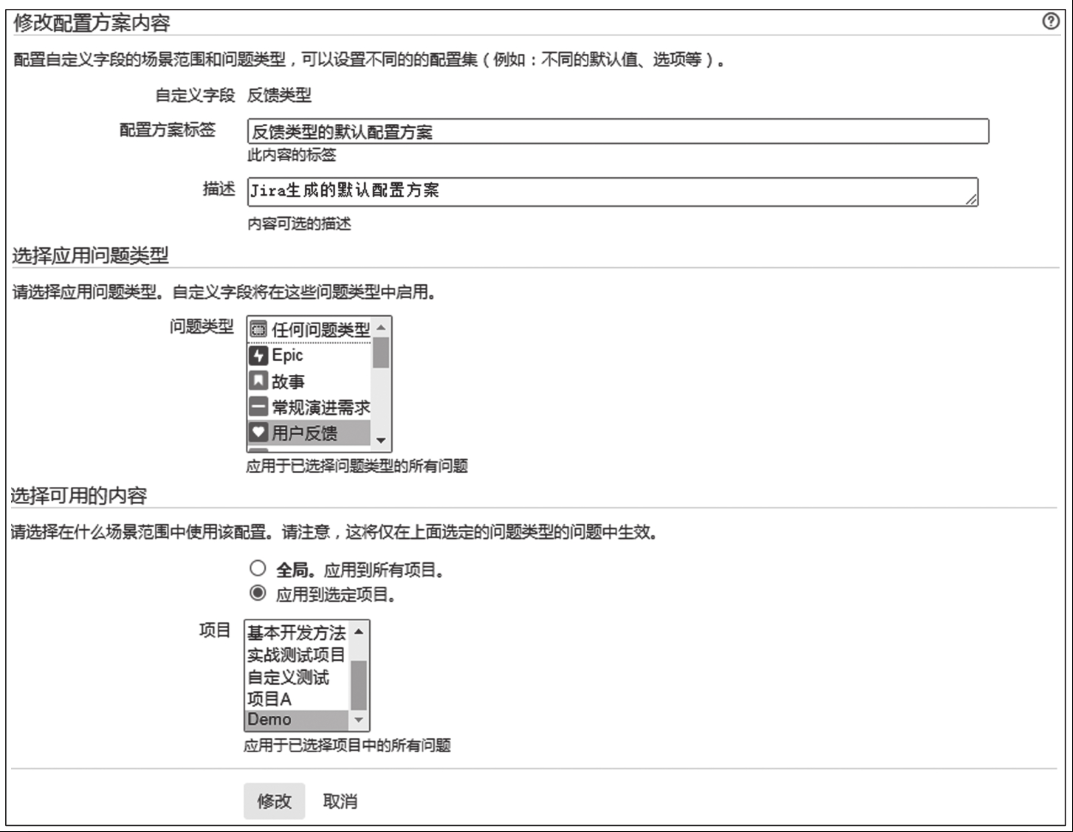 修改配置方案内容
配置自定义字段的场景范围和问题类型，可以设置不同的的配置集（例如：不同的默认值、选项等）。
自定义字段 反馈类型
配置方案标签 反馈类型的默认配置方案
此内容的标签
描述 Jira生成的默认配置方案
内容可选的描述
选择应用问题类型
请选择应用问题类型。自定义字段将在这些问题类型中启用。
问题类型 任何问题类型
Epic
故事
常规演进需求
用户反馈
应用于已选择问题类型的所有问题
选择可用的内容
请选择在什么场景范围中使用该配置。请注意，这将仅在上面选定的问题类型的问题中生效。
全局。应用到所有项目。
应用到选定项目。
项目 基本开发方法
实战测试项目
自定义测试
项目A
Demo
应用于已选择项目中的所有问题
修改 取消